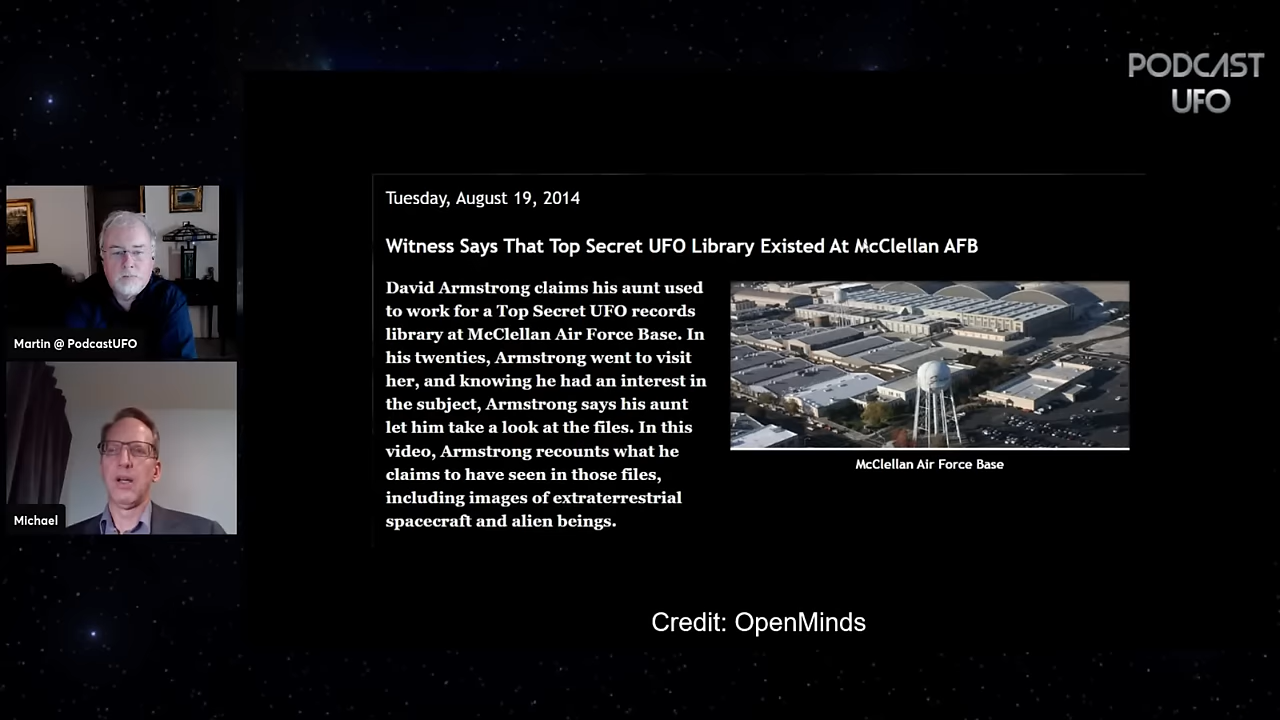 PODCAST
UFO
Tuesday, August 19, 2014
Witness Says That Top Secret UFO Library Existed At McClellan AFB
David Armstrong claims his aunt used
to work for a Top Secret UFO records
library at McClellan Air Force Base. In
his twenties, Armstrong went to visit
her, and knowing he had an interest in
the subject, Armstrong says his aunt
let him take a look at the files. In this
video, Armstrong recounts what he
claims to have seen in those files,
including images of extraterrestrial
spacecraft and alien beings.
McClellan Air Force Base
Martin @ PodcastUFO
Michael
Credit: OpenMinds